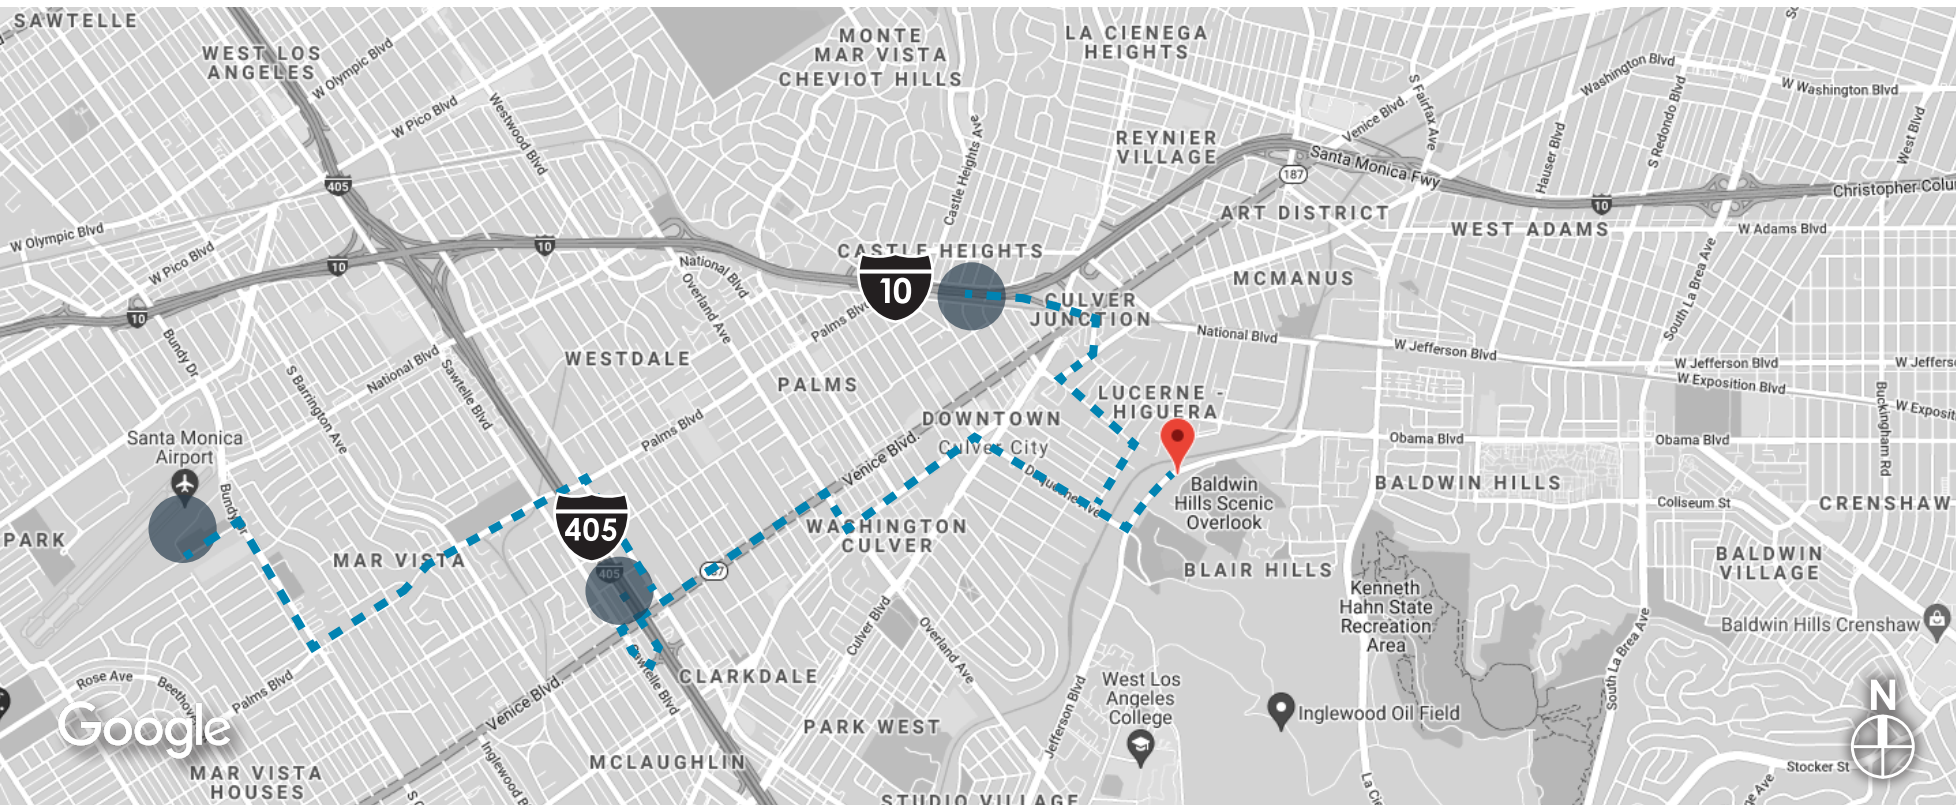 SAWTELLE
WEST LOS
ANGELES
W Olympic Blvd
W Pico Blvd
Westwood Blvd
MONTE
MAR VISTA
CHEVIOT HILLS
LA CIENEGA
HEIGHTS
Castle Heights Ave
REYNIER
VILLAGE
S Fairfax Ave
Venice Blvd.
Washington Blvd
W Washington Blvd
S Redondo Blvd
Hauser Blvd
West Blvd
405
187
Santa Monica Fwy
10
Christopher Colu
W Olympic Blvd
W Pico Blvd
10
10
10
National Blvd
Overland Ave
CASTLE HEIGHTS
10
ART DISTRICT
WEST ADAMS
W Adams Blvd
South La Brea Ave
MCMANUS
CULVER
JUNCTION
Palms Blvd
National Blvd
W Jefferson Blvd
W Jefferson Blvd
W Jefferso
W Exposition Blvd
W Exposit
Buckingham Rd
Bundy Dr
S Barrington Ave
National Blvd
Sawtelle Blvd
WESTDALE
PALMS
Palms Blvd
LUCERNE -
HIGUERA
DOWNTOWN
Culver City
Venice Blvd.
Duquesne Ave
Obama Blvd
Obama Blvd
Santa Monica
Airport
Bundy Dr
PARK
MAR VISTA
405
405
WASHINGTON
CULVER
Baldwin
Hills Scenic
Overlook
BALDWIN HILLS
Coliseum St
CRENSHAW
BLAIR HILLS
BALDWIN
VILLAGE
Kenneth
Hahn State
Recreation
Area
Baldwin Hills Crenshaw
187
Culver Blvd
Overland Ave
Sawtelle Blvd
CLARKDALE
Rose Ave
Palms Blvd
Venice Blvd.
Google
PARK WEST
West Los
Angeles
College
Jefferson Blvd
Inglewood Oil Field
South La Brea Ave
N
MAR VISTA
HOUSES
MCLAUGHLIN
Inglewood B
STUDIO VILLAGE
La Cie
Stocker St